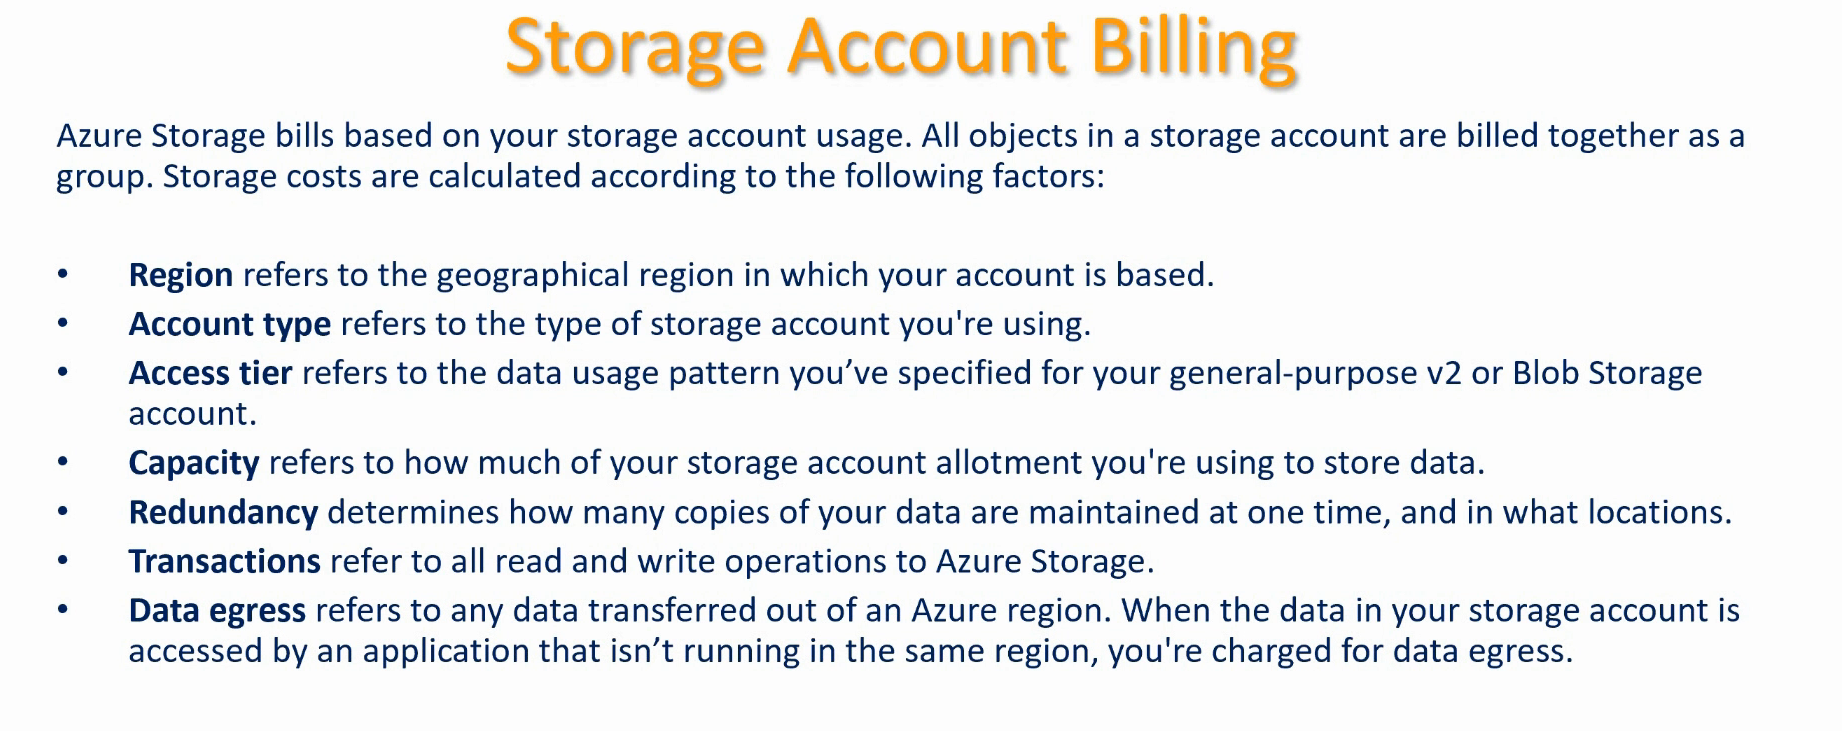 Storage Account Billing
Azure Storage bills based on your storage account usage. All objects in a storage account are billed together as a
group. Storage costs are calculated according to the following factors:
• Region refers to the geographical region in which your account is based.
• Account type refers to the type of storage account you're using.
• Access tier refers to the data usage pattern you’ve specified for your general-purpose v2 or Blob Storage
account.
• Capacity refers to how much of your storage account allotment you're using to store data.
• Redundancy determines how many copies of your data are maintained at one time, and in what locations.
• Transactions refer to all read and write operations to Azure Storage.
• Data egress refers to any data transferred out of an Azure region. When the data in your storage account is
accessed by an application that isn’t running in the same region, you're charged for data egress.